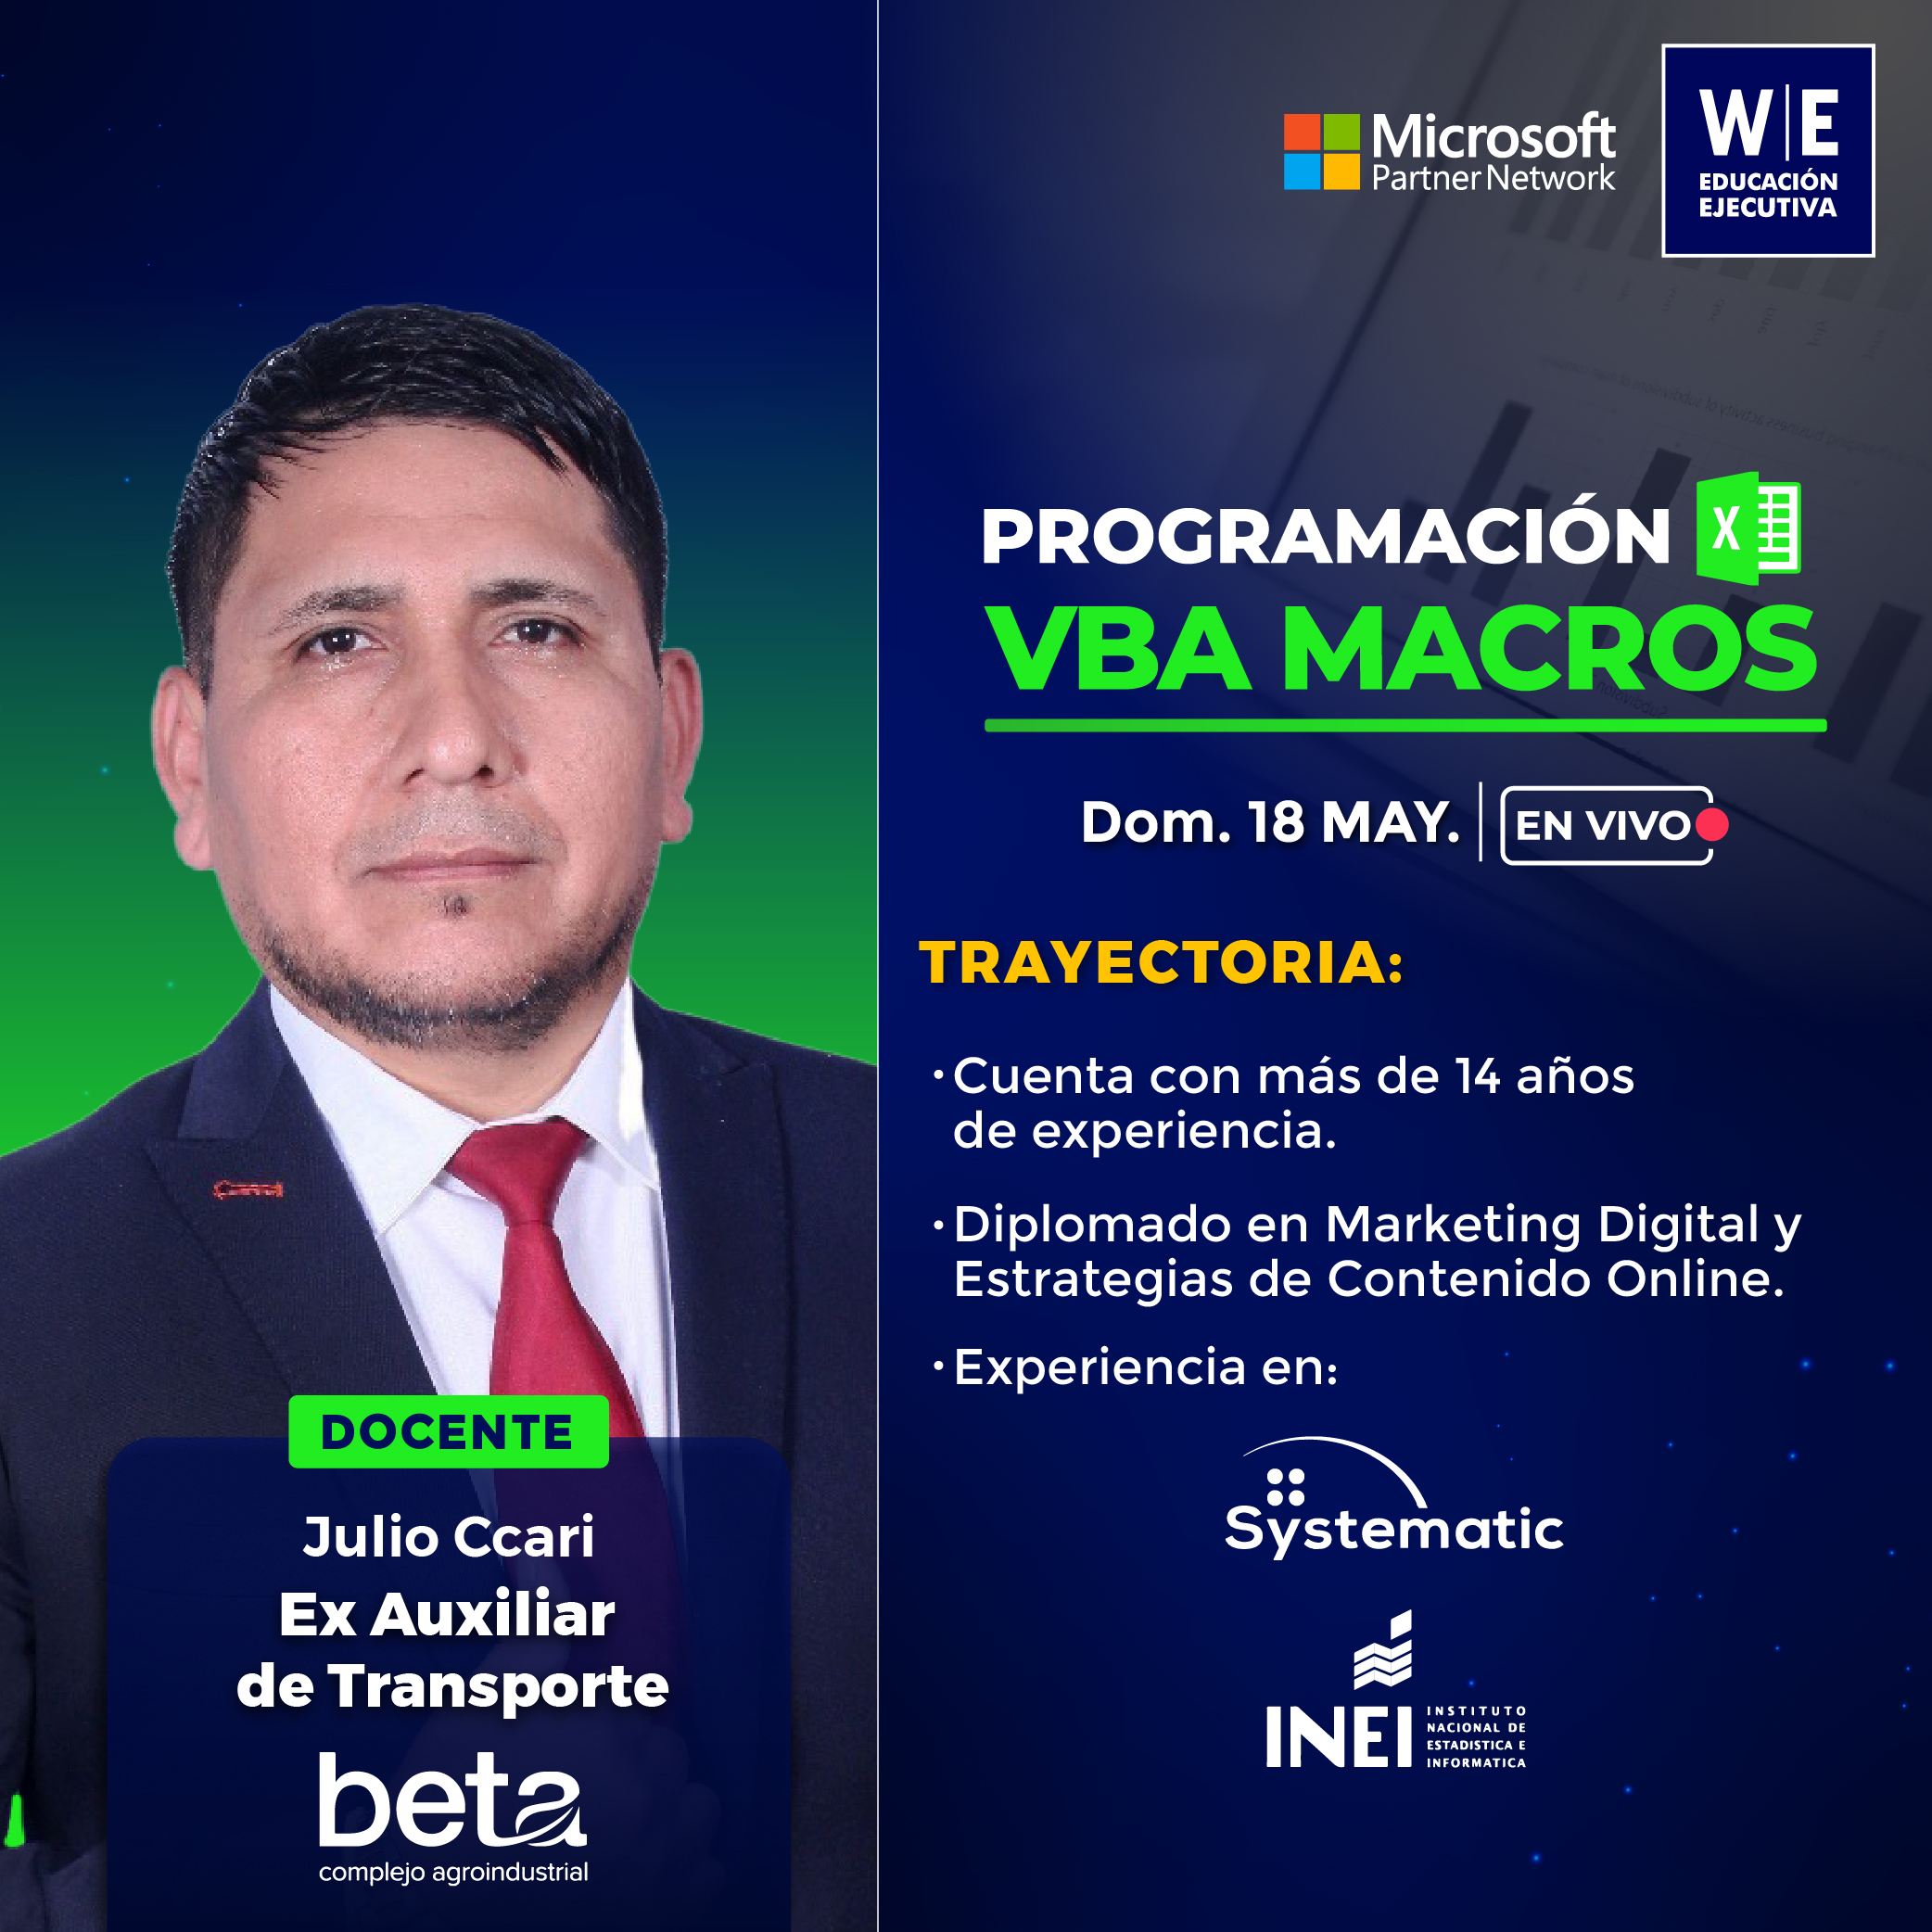 Microsoft
Partner Network
W|E
EDUCACIÓN
EJECUTIVA
PROGRAMACIÓN
X
VBA MACROS
Dom. 18 MAY. | EN VIVO
TRAYECTORIA:
• Cuenta con más de 14 años
de experiencia.
• Diplomado en Marketing Digital y
Estrategias de Contenido Online.
• Experiencia en:
Systematic
INEI
INSTITUTO
NACIONAL DE
ESTADISTICA E
INFORMATICA
DOCENTE
Julio Ccari
Ex Auxiliar
de Transporte
beta
complejo agroindustrial